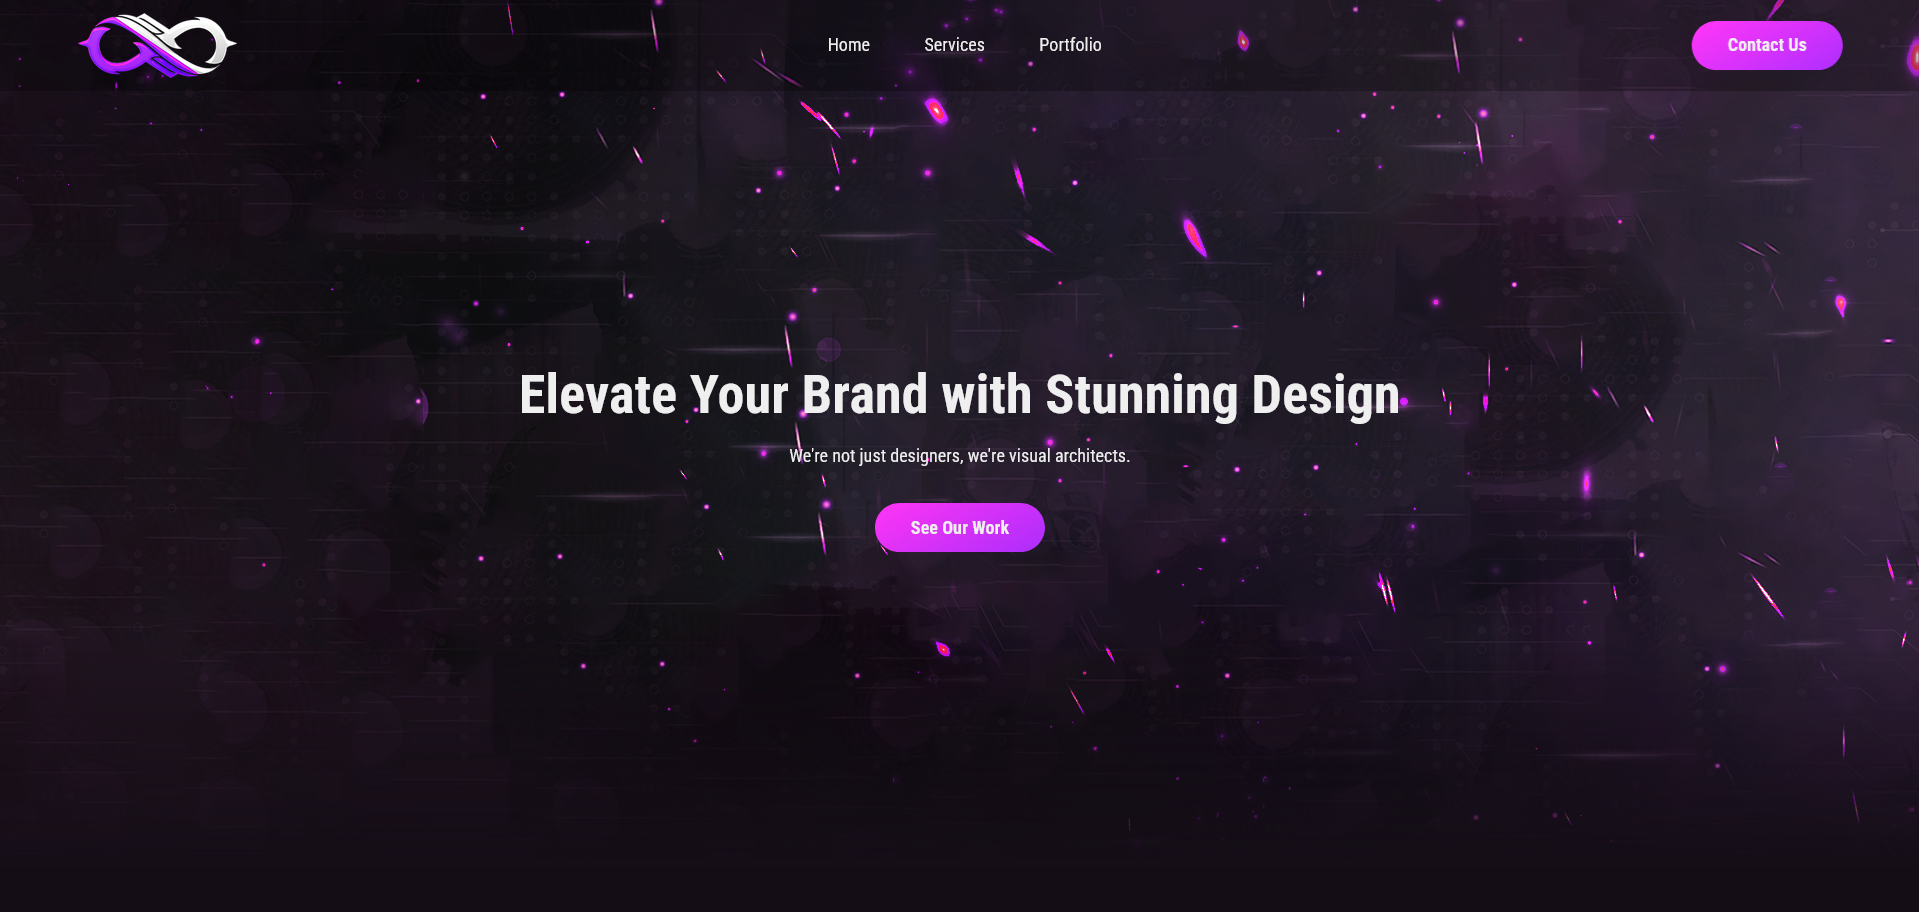 Home
Services
Portfolio
Contact Us
Elevate Your Brand with Stunning Design
We're not just designers, we're visual architects.
See Our Work